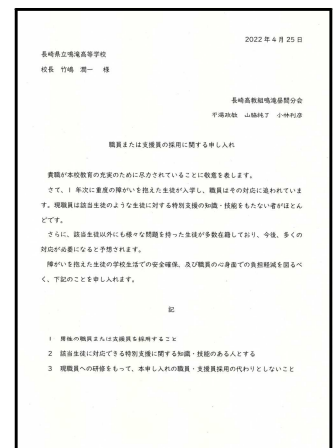 2022年4月25日
長崎県立鳴滝高等学校
校長 竹嶋 潤一 様
長崎高教組鳴滝昼間分会
平湯政敏 山脇純子 小林利彦
職員または支援員の採用に関する申し入れ
貴職が本校教育の充実のために尽力されていることに敬意を表します。
さて、1年次に重度の障がいを抱えた生徒が入学し、職員はその対応に追われていま
す。現職員は該当生徒のような生徒に対する特別支援の知識・技能をもたない者がほとん
どです。
さらに、該当生徒以外にも様々な問題を持った生徒が多数在籍しており、今後、多くの
対応が必要になると予想されます。
障がいを抱えた生徒の学校生活での安全確保、及び職員の心身面での負担軽減を図るべ
く、下記のことを申し入れます。
記
1 の職員または支援員を採用すること
2 該当生徒に対応できる特別支援に関する知識・技能のある人とする
3 現職員への研修をもって、本申し入れの職員・支援員採用の代わりとしないこと